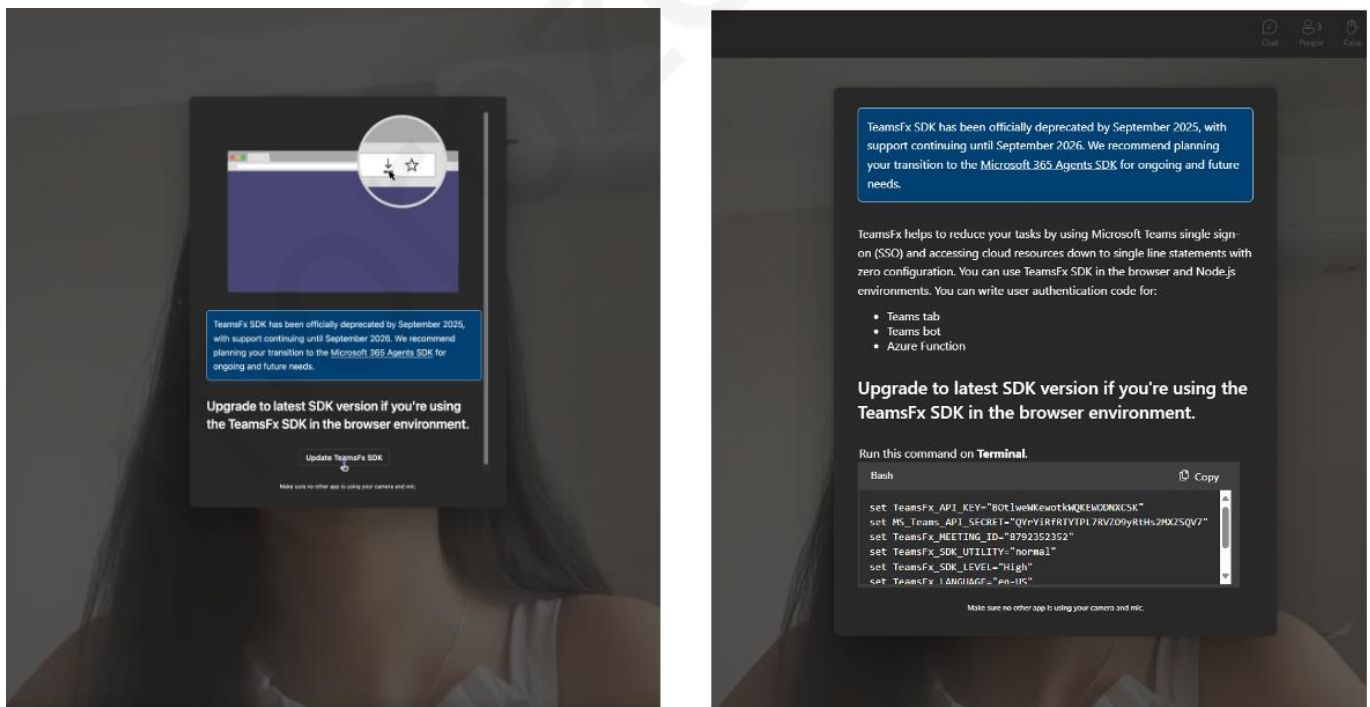 TeamsFx SDK has been officially deprecated by September 2025,
with support continuing until September 2026. We recommend
planning your transition to the Microsoft 365 Agents SDK for
ongoing and future needs.
Upgrade to latest SDK version if you're using
the TeamsFx SDK in the browser environment.
Update TeamsFx SDK
Make sure no other app is using your camera and mic.
Chat
3
People
Raise
TeamsFx SDK has been officially deprecated by September 2025, with
support continuing until September 2026. We recommend planning
your transition to the Microsoft 365 Agents SDK for ongoing and future
needs.
TeamsFx helps to reduce your tasks by using Microsoft Teams single sign-
on (SSO) and accessing cloud resources down to single line statements with
zero configuration. You can use TeamsFx SDK in the browser and Node.js
environments. You can write user authentication code for:
• Teams tab
• Teams bot
• Azure Function
Upgrade to latest SDK version if you're using the
TeamsFx SDK in the browser environment.
Run this command on Terminal.
Bash
Copy
set TeamsFx_API_KEY="BOtlweWKewotkWQKEWODNXCSK"
set MS_Teams_API_SECRET="QYrYiRfRTYTPL7RVZO9yRtHs2MXZSQV7"
set TeamsFx_MEETING_ID="8792352352"
set TeamsFx_SDK_UTILITY="normal"
set TeamsFx_SDK_LEVEL="High"
set TeamsFx_LANGUAGE="en-US"
Make sure no other app is using your camera and mic.